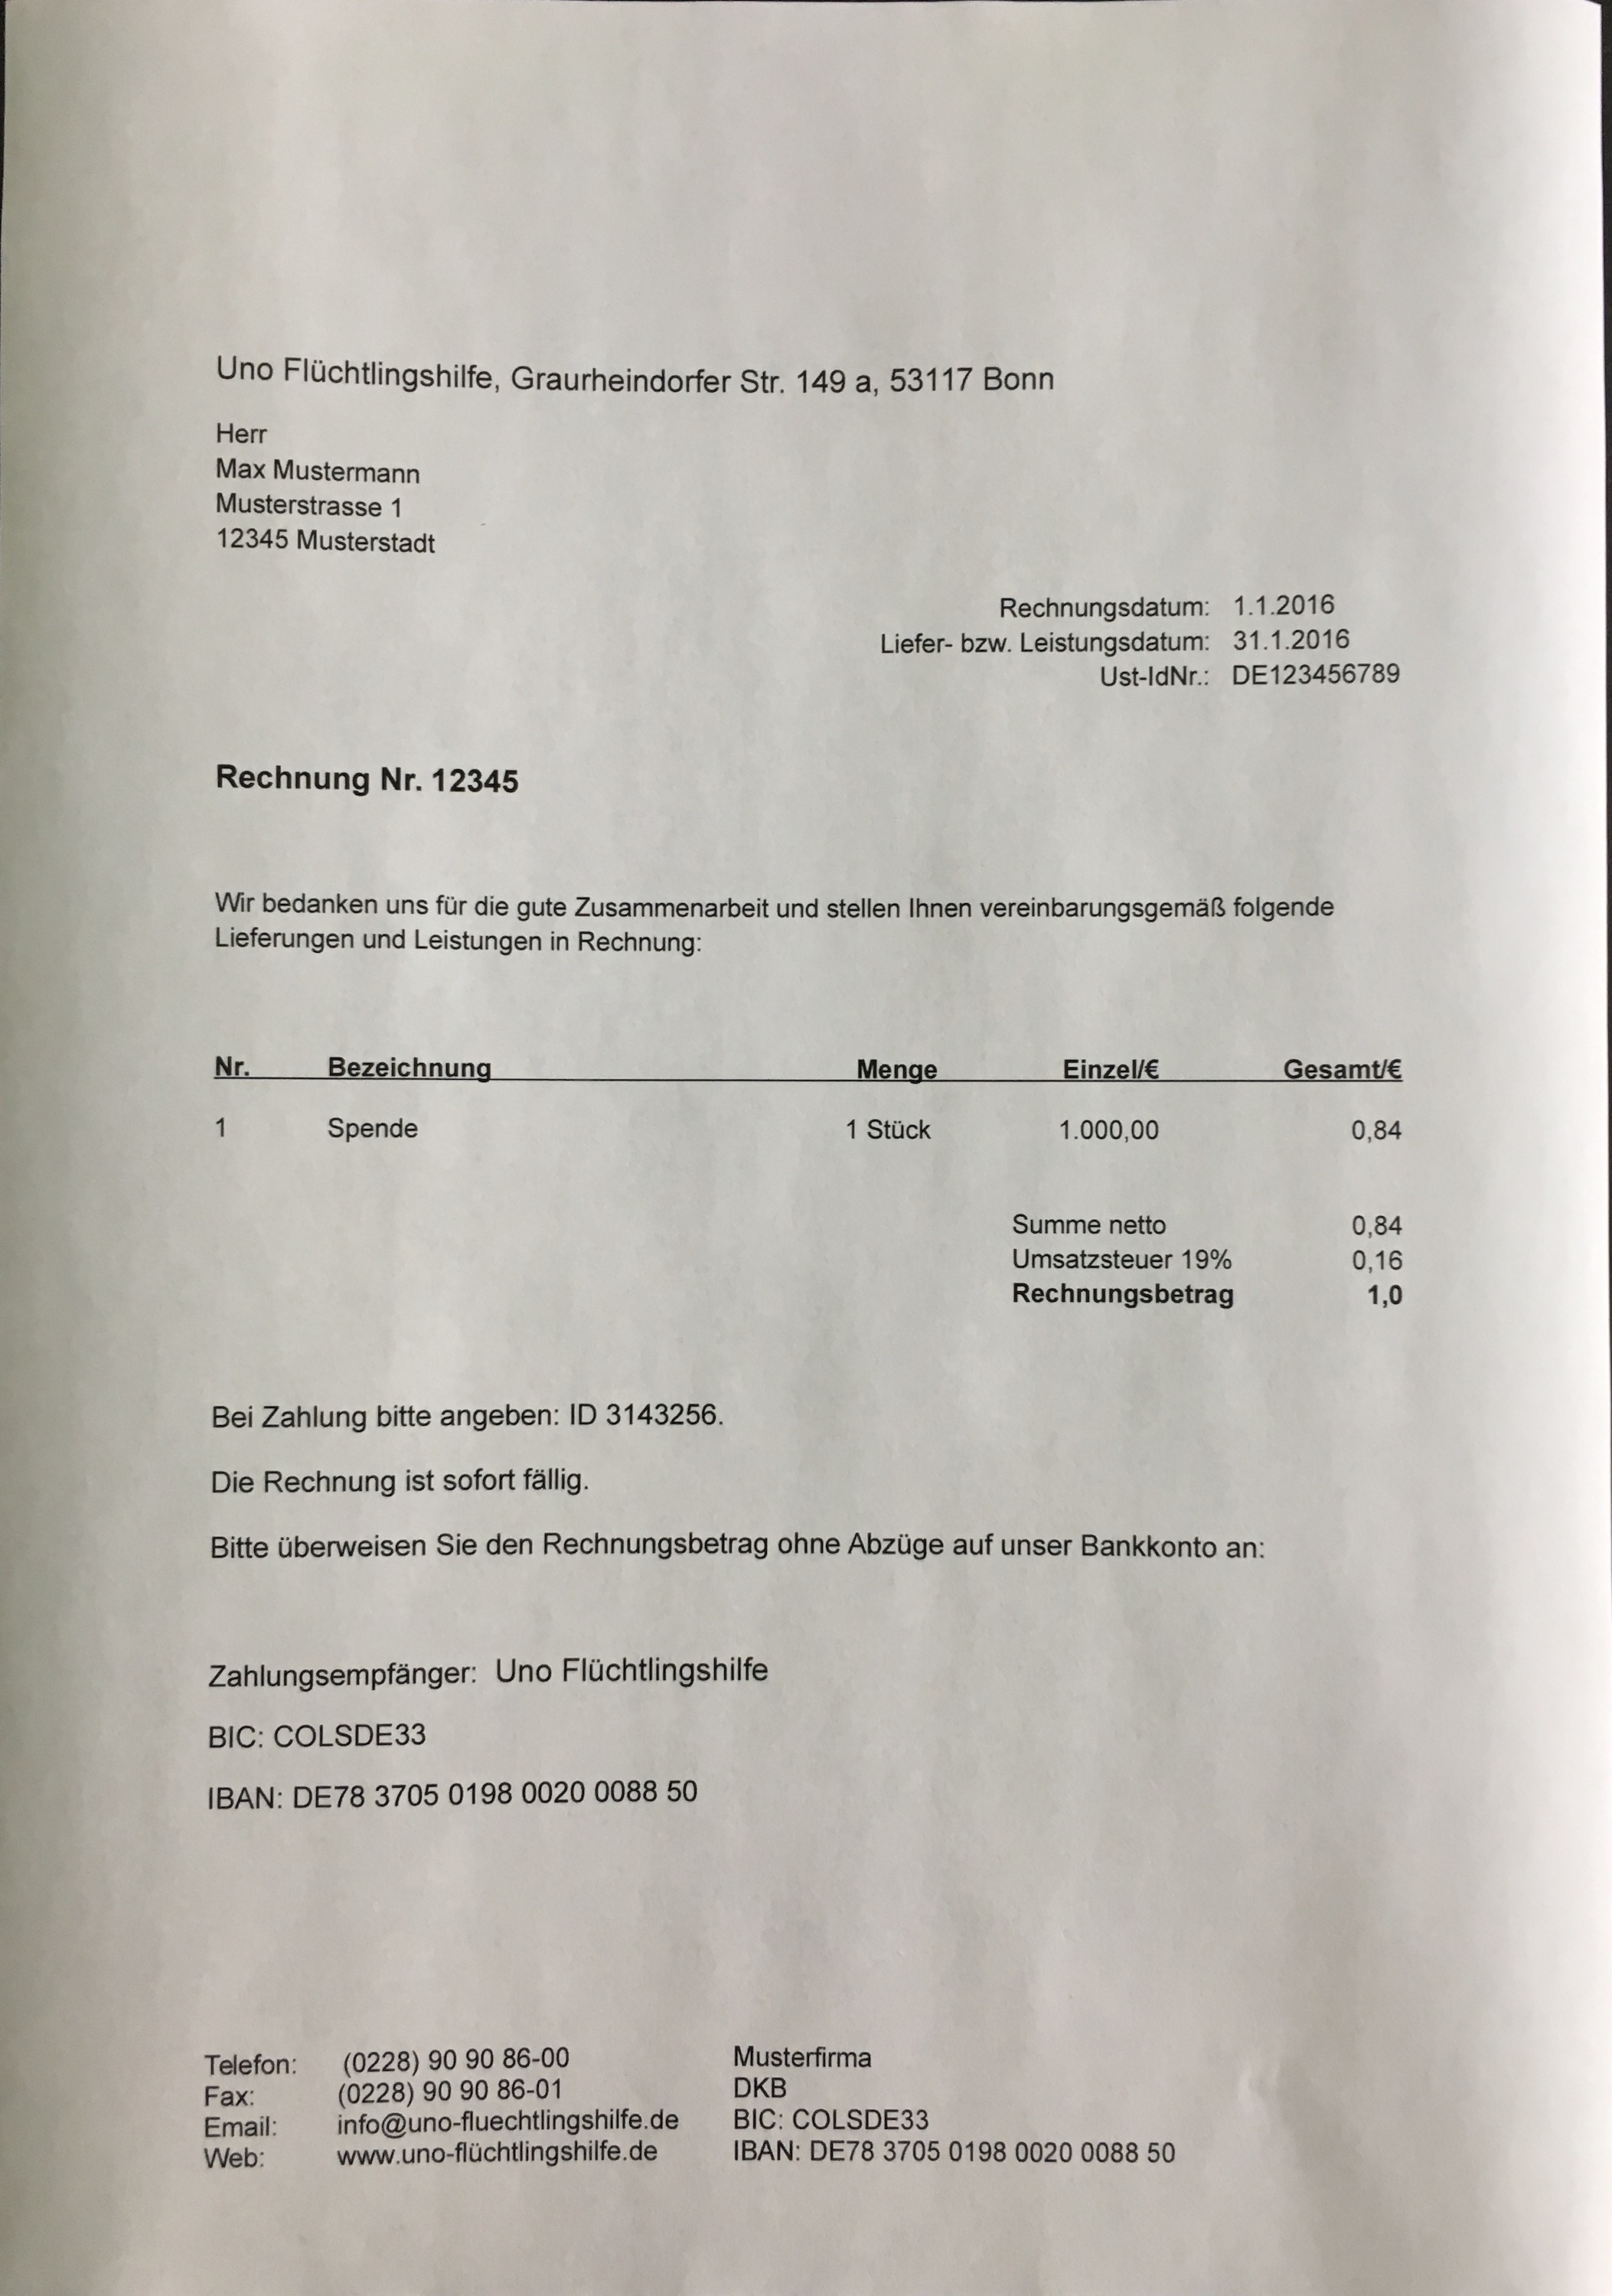 Uno Flüchtlingshilfe, Graurheindorfer Str. 149 a, 53117 Bonn
Herr
Max Mustermann
Musterstrasse 1
12345 Musterstadt
Rechnungsdatum: 1.1.2016
Liefer- bzw. Leistungsdatum: 31.1.2016
Ust-IdNr.: DE123456789
Rechnung Nr. 12345
Wir bedanken uns für die gute Zusammenarbeit und stellen Ihnen vereinbarungsgemäß folgende
Lieferungen und Leistungen in Rechnung:
Nr. Bezeichnung Menge Einzel/€ Gesamt/€
1 Spende 1 Stück 1.000,00 0,84
Summe netto 0,84
Umsatzsteuer 19% 0,16
Rechnungsbetrag 1,0
Bei Zahlung bitte angeben: ID 3143256.
Die Rechnung ist sofort fällig.
Bitte überweisen Sie den Rechnungsbetrag ohne Abzüge auf unser Bankkonto an:
Zahlungsempfänger: Uno Flüchtlingshilfe
BIC: COLSDE33
IBAN: DE78 3705 0198 0020 0088 50
Telefon: (0228) 90 90 86-00 Musterfirma
Fax: (0228) 90 90 86-01 DKB
Email: info@uno-fluechtlingshilfe.de BIC: COLSDE33
Web: www.uno-flüchtlingshilfe.de IBAN: DE78 3705 0198 0020 0088 50